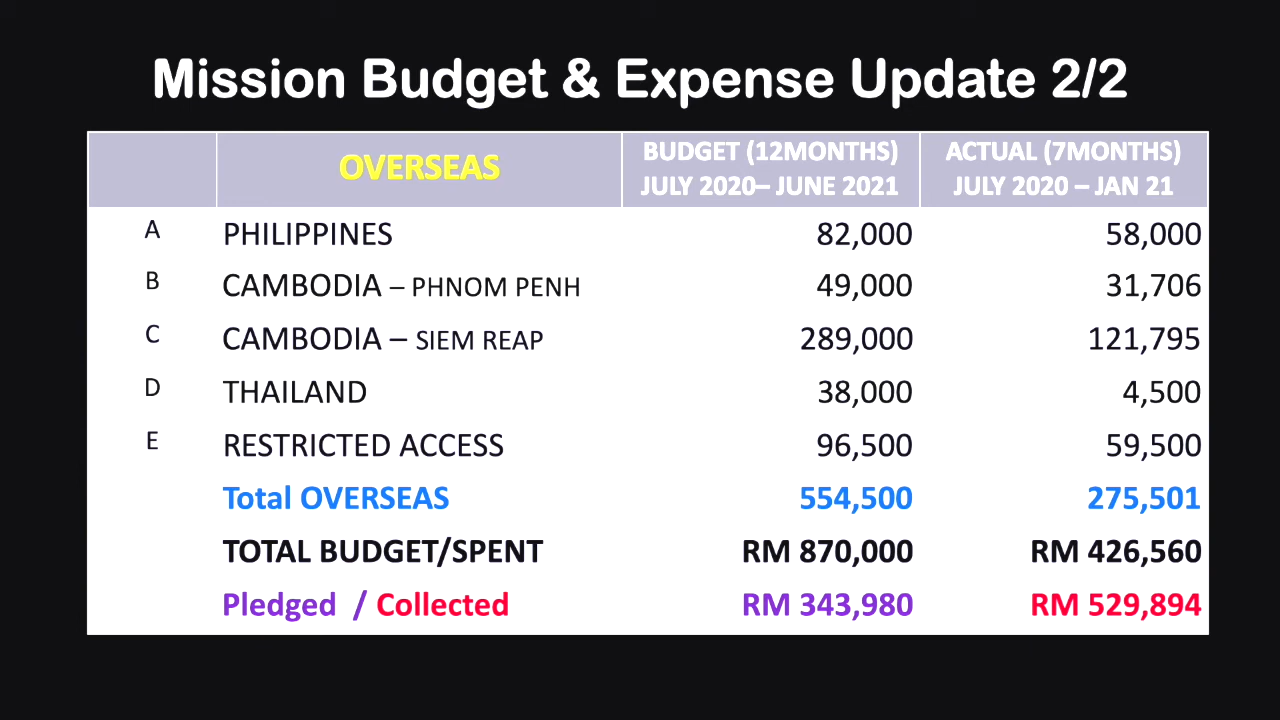 Mission Budget & Expense Update 2/2
OVERSEAS
BUDGET (12MONTHS)
JULY 2020– JUNE 2021
ACTUAL (7MONTHS)
JULY 2020 – JAN 21
A PHILIPPINES 82,000 58,000
B CAMBODIA – PHNOM PENH 49,000 31,706
C CAMBODIA – SIEM REAP 289,000 121,795
D THAILAND 38,000 4,500
E RESTRICTED ACCESS 96,500 59,500
Total OVERSEAS 554,500 275,501
TOTAL BUDGET/SPENT RM 870,000 RM 426,560
Pledged / Collected RM 343,980 RM 529,894